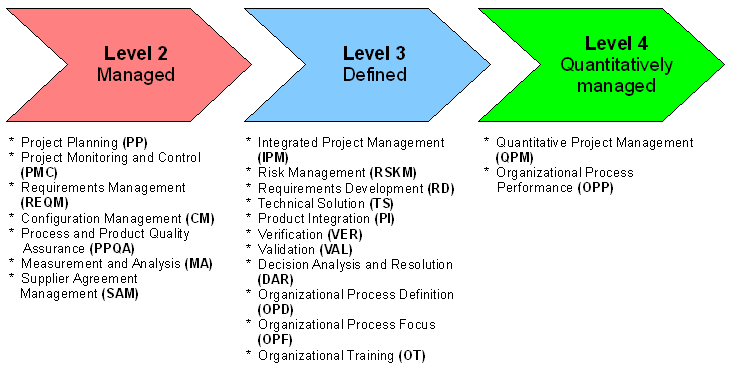 Level 2
Managed
Level 3
Defined
Level 4
Quantitatively
managed
* Project Planning (PP)
* Project Monitoring and Control
(PMC)
* Requirements Management
(REQM)
* Configuration Management (CM)
* Process and Product Quality
Assurance (PPQA)
* Measurement and Analysis (MA)
* Supplier Agreement
Management (SAM)
* Integrated Project Management
(IPM)
* Risk Management (RSKM)
* Requirements Development (RD)
* Technical Solution (TS)
* Product Integration (PI)
* Verification (VER)
* Validation (VAL)
* Decision Analysis and Resolution
(DAR)
* Organizational Process Definition
(OPD)
* Organizational Process Focus
(OPF)
* Organizational Training (OT)
* Quantitative Project Management
(QPM)
* Organizational Process
Performance (OPP)